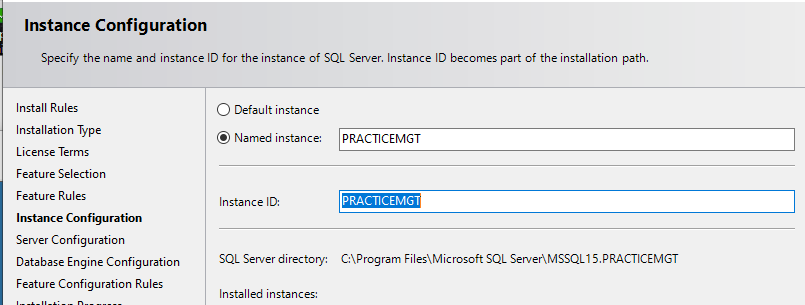 Instance Configuration
Specify the name and instance ID for the instance of SQL Server. Instance ID becomes part of the installation path.
Install Rules
Installation Type
License Terms
Feature Selection
Feature Rules
Instance Configuration
Server Configuration
Database Engine Configuration
Feature Configuration Rules
Installation Progress
Default instance
Named instance: PRACTICEMGT
Instance ID: PRACTICEMGT
SQL Server directory: C:\Program Files\Microsoft SQL Server\MSSQL15.PRACTICEMGT
Installed instances: